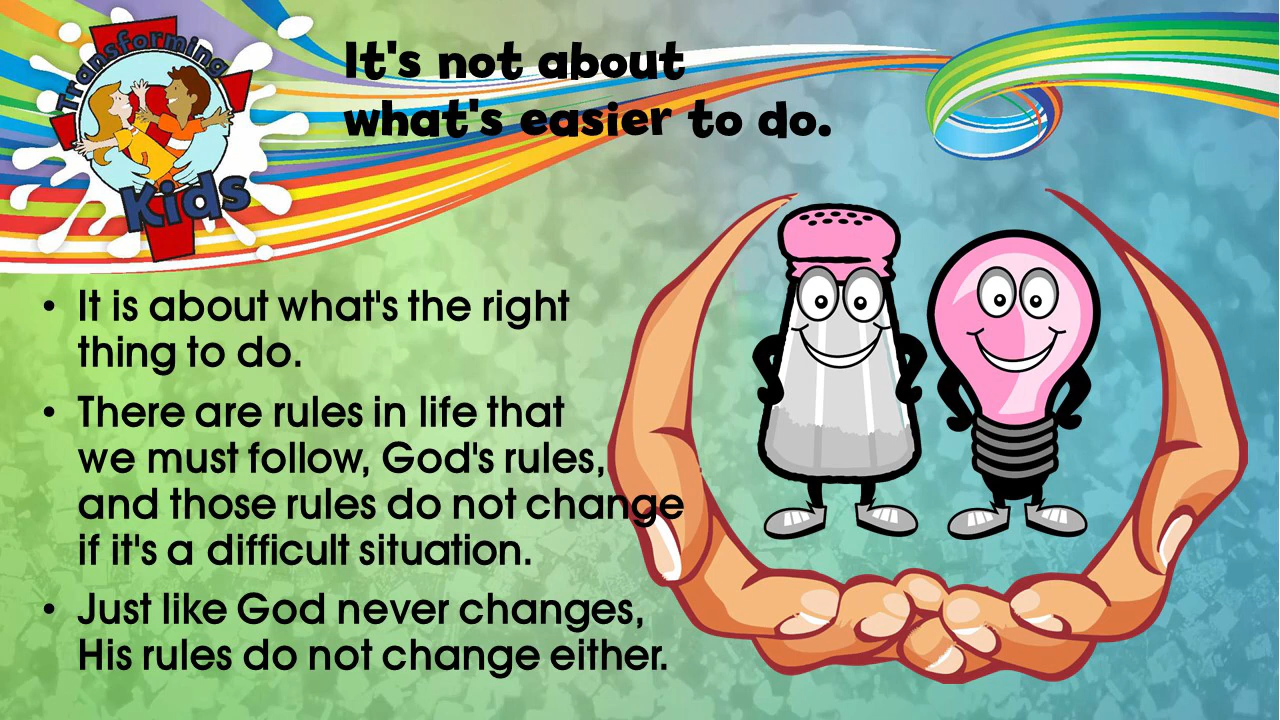 Transforming
Kids
It's not about
what's easier to do.
• It is about what's the right
thing to do.
• There are rules in life that
we must follow, God's rules,
and those rules do not change
if it's a difficult situation.
• Just like God never changes,
His rules do not change either.